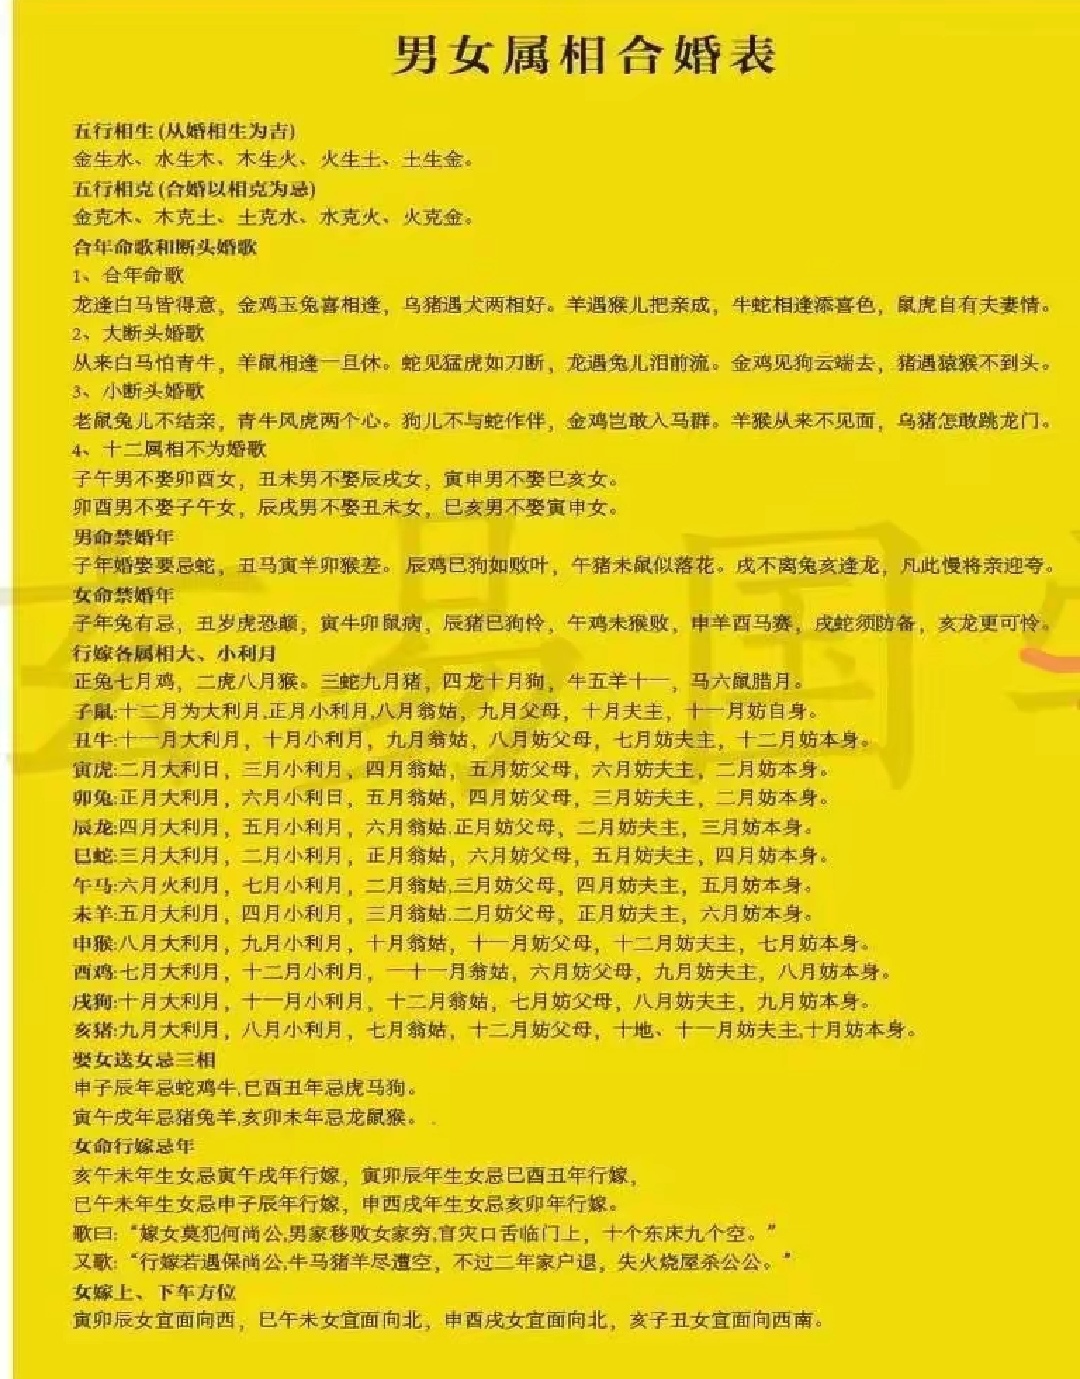 男女属相合婚表
五行相生(从婚相生为吉)
金生水、水生木、木生火、火生土、土生金。
五行相克(合婚以相克为忌)
金克木、木克土、土克水、水克火、火克金。
合年命歌和断头婚歌
1、合年命歌
龙逢白马皆得意，金鸡玉兔喜相逢，乌猪遇犬两相好。羊遇猴儿把亲成，牛蛇相逢添喜色，鼠虎自有夫妻情。
2、大断头婚歌
从来白马怕青牛，羊鼠相逢一旦休。蛇见猛虎如刀断，龙遇兔儿泪前流。金鸡见狗云端去，猪遇猿猴不到头。
3、小断头婚歌
老鼠兔儿不结亲，青牛风虎两个心。狗儿不与蛇作伴，金鸡岂敢入马群。羊猴从来不见面，乌猪怎敢跳龙门。
4、十二属相不为婚歌
子午男不娶卯酉女，丑未男不娶辰戌女，寅申男不娶巳亥女。
卯酉男不娶子午女，辰戌男不娶丑未女，巳亥男不娶寅申女。
男命禁婚年
子年婚娶要忌蛇，丑马寅羊卯猴差。辰鸡巳狗如败叶，午猪未鼠似落花。戌不离兔亥逢龙，凡此慢将亲迎夸。
女命禁婚年
子年兔有忌，丑岁虎恐颠，寅牛卯鼠病，辰猪巳狗怜，午鸡未猴败，申羊酉马赛，戌蛇须防备，亥龙更可怜。
行嫁各属相大、小利月
正兔七月鸡，二虎八月猴。三蛇九月猪，四龙十月狗，牛五羊十一，马六鼠腊月。
子鼠:十二月为大利月,正月小利月,八月翁姑，九月父母，十月夫主，十一月妨自身。
丑牛:十一月大利月，十月小利月，九月翁姑，八月妨父母，七月妨夫主，十二月妨本身。
寅虎:二月大利日，三月小利月，四月翁姑，五月妨父母，六月妨夫主，二月妨本身。
卯兔:正月大利月，六月小利日，五月翁姑，四月妨父母，三月妨夫主，二月妨本身。
辰龙:四月大利月，五月小利月，六月翁姑.正月妨父母，二月妨夫主，三月妨本身。
巳蛇:三月大利月，二月小利月，正月翁姑，六月妨父母，五月妨夫主，四月妨本身。
午马:六月火利月，七月小利月，二月翁姑,三月妨父母，四月妨夫主，五月妨本身。
未羊:五月大利月，四月小利月，三月翁姑.二月妨父母，正月妨夫主，六月妨本身。
申猴:八月大利月，九月小利月，十月翁姑，十一月妨父母，十二月妨夫主，七月妨本身。
酉鸡:七月大利月，十二月小利月，一十一月翁姑，六月妨父母，九月妨夫主，八月妨本身。
戌狗:十月大利月，十一月小利月，十二月翁姑，七月妨父母，八月妨夫主，九月妨本身。
亥猪:九月大利月，八月小利月，七月翁姑，十二月妨父母，十地、十一月妨夫主,十月妨本身。
娶女送女忌三相
申子辰年忌蛇鸡牛,巳酉丑年忌虎马狗。
寅午戌年忌猪兔羊,亥卯未年忌龙鼠猴。.
女命行嫁忌年
亥午未年生女忌寅午戌年行嫁，寅卯辰年生女忌巳酉丑年行嫁，
巳午未年生女忌申子辰年行嫁，申西戌年生女忌亥卯年行嫁。
歌曰:“嫁女莫犯何尚公,男家移败女家穷,官灾口舌临门上，十个东床九个空。”
又歌:“行嫁若遇保尚公,牛马猪羊尽遭空，不过二年家户退，失火烧屋杀公公。”
女嫁上、下车方位
寅卯辰女宜面向西，巳午未女宜面向北，申酉戌女宜面向北，亥子丑女宜面向西南。
易国